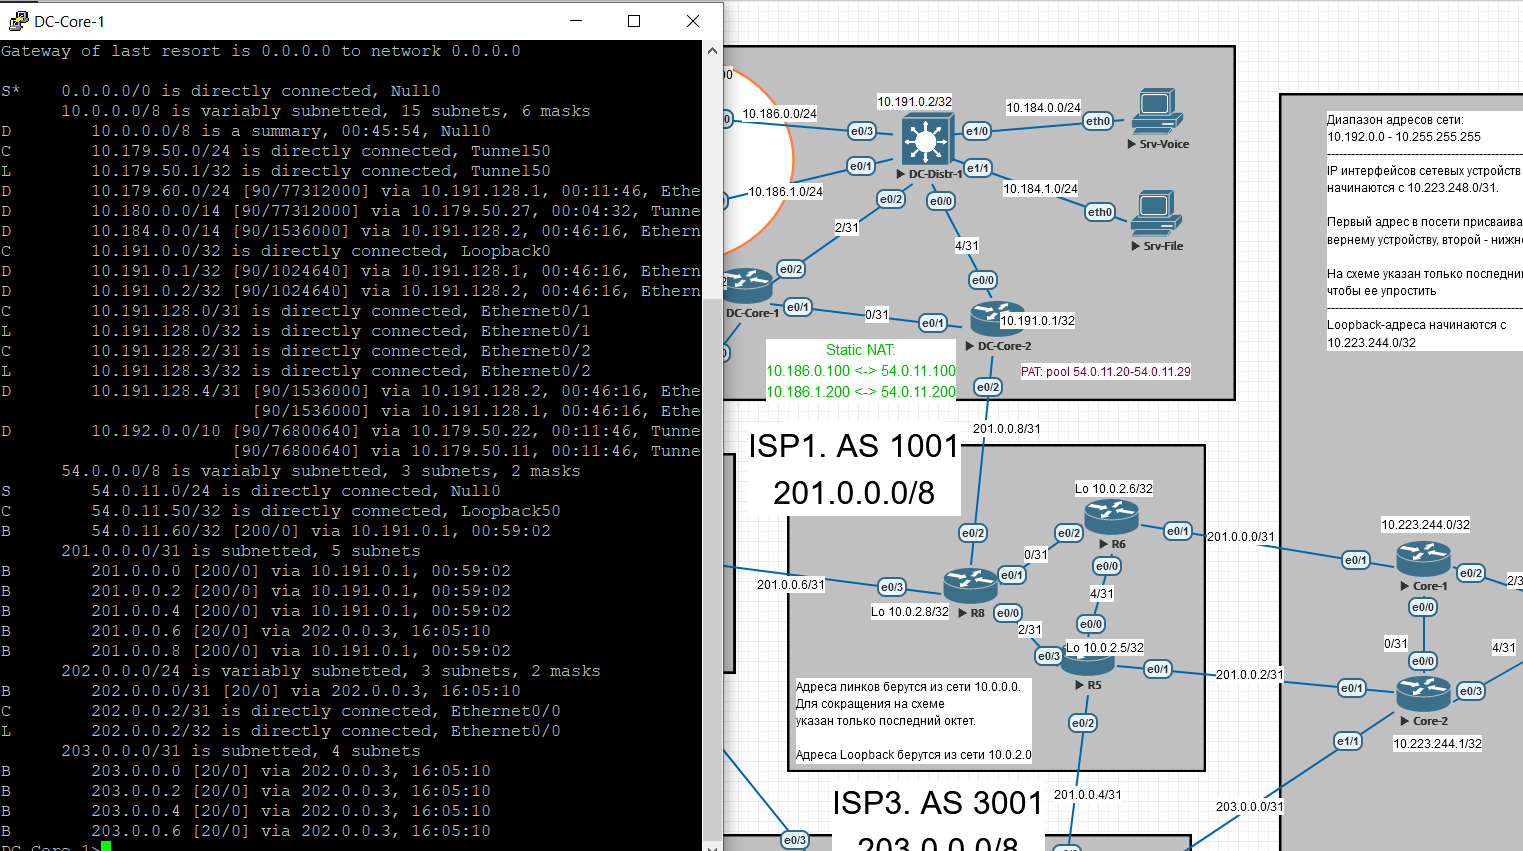 DC-Core-1
Gateway of last resort is 0.0.0.0 to network 0.0.0.0
S*    0.0.0.0/0 is directly connected, Null0
      10.0.0.0/8 is variably subnetted, 15 subnets, 6 masks
D        10.0.0.0/8 is a summary, 00:45:54, Null0
C        10.179.50.0/24 is directly connected, Tunnel50
L        10.179.50.1/32 is directly connected, Tunnel50
D        10.179.60.0/24 [90/77312000] via 10.191.128.1, 00:11:46, Ethe
D        10.180.0.0/14 [90/77312000] via 10.179.50.27, 00:04:32, Tunne
D        10.184.0.0/14 [90/1536000] via 10.191.128.2, 00:46:16, Ethern
C        10.191.0.0/32 is directly connected, Loopback0
D        10.191.0.1/32 [90/1024640] via 10.191.128.1, 00:46:16, Ethern
D        10.191.0.2/32 [90/1024640] via 10.191.128.2, 00:46:16, Ethern
C        10.191.128.0/31 is directly connected, Ethernet0/1
L        10.191.128.0/32 is directly connected, Ethernet0/1
C        10.191.128.2/31 is directly connected, Ethernet0/2
L        10.191.128.3/32 is directly connected, Ethernet0/2
D        10.191.128.4/31 [90/1536000] via 10.191.128.2, 00:46:16, Ethe
                         [90/1536000] via 10.191.128.1, 00:46:16, Ethe
D        10.192.0.0/10 [90/76800640] via 10.179.50.22, 00:11:46, Tunne
                       [90/76800640] via 10.179.50.11, 00:11:46, Tunne
      54.0.0.0/8 is variably subnetted, 3 subnets, 2 masks
S        54.0.11.0/24 is directly connected, Null0
C        54.0.11.50/32 is directly connected, Loopback50
B        54.0.11.60/32 [200/0] via 10.191.0.1, 00:59:02
      201.0.0.0/31 is subnetted, 5 subnets
B        201.0.0.0 [200/0] via 10.191.0.1, 00:59:02
B        201.0.0.2 [200/0] via 10.191.0.1, 00:59:02
B        201.0.0.4 [200/0] via 10.191.0.1, 00:59:02
B        201.0.0.6 [20/0] via 202.0.0.3, 16:05:10
B        201.0.0.8 [200/0] via 10.191.0.1, 00:59:02
      202.0.0.0/24 is variably subnetted, 3 subnets, 2 masks
B        202.0.0.0/31 [20/0] via 202.0.0.3, 16:05:10
C        202.0.0.2/31 is directly connected, Ethernet0/0
L        202.0.0.2/32 is directly connected, Ethernet0/0
      203.0.0.0/31 is subnetted, 4 subnets
B        203.0.0.0 [20/0] via 202.0.0.3, 16:05:10
B        203.0.0.2 [20/0] via 202.0.0.3, 16:05:10
B        203.0.0.4 [20/0] via 202.0.0.3, 16:05:10
B        203.0.0.6 [20/0] via 202.0.0.3, 16:05:10
DC-Core-1>
10.191.0.2/32
10.186.0.0/24
e0/3
e1/0
10.184.0.0/24
eth0
Srv-Voice
e0/1
DC-Distr-1
e1/1
10.186.1.0/24
e0/2
e0/0
10.184.1.0/24
eth0
Srv-File
2/31
4/31
e0/2
e0/0
DC-Core-1
e0/1
0/31
e0/1
10.191.0.1/32
DC-Core-2
Static NAT:
10.186.0.100 <-> 54.0.11.100
10.186.1.200 <-> 54.0.11.200
PAT: pool 54.0.11.20-54.0.11.29
e0/2
201.0.0.8/31
ISP1. AS 1001
201.0.0.0/8
Lo 10.0.2.6/32
e0/2
e0/2
R6
e0/1
201.0.0.0/31
0/31
e0/0
201.0.0.6/31
e0/3
e0/1
Lo 10.0.2.8/32
R8
e0/0
4/31
2/31
e0/0
e0/3
Lo 10.0.2.5/32
R5
e0/1
201.0.0.2/31
e0/2
Адреса линков берутся из сети 10.0.0.0.
Для сокращения на схеме
указан только последний октет.
Адреса Loopback берутся из сети 10.0.2.0
201.0.0.4/31
ISP3. AS 3001
203.0.0.0/8
e0/3
203.0.0.0/31
Диапазон адресов сети:
10.192.0.0 - 10.255.255.255
IP интерфейсов сетевых устройств
начинаются с 10.223.248.0/31.
Первый адрес в посети присваива
вернему устройству, второй - нижн
На схеме указан только последни
чтобы ее упростить
Loopback-адреса начинаются с
10.223.244.0/32
10.223.244.0/32
e0/1
Core-1
e0/2
2/3
e0/0
0/31
4/31
e0/0
e0/1
Core-2
e0/3
e1/1
10.223.244.1/32